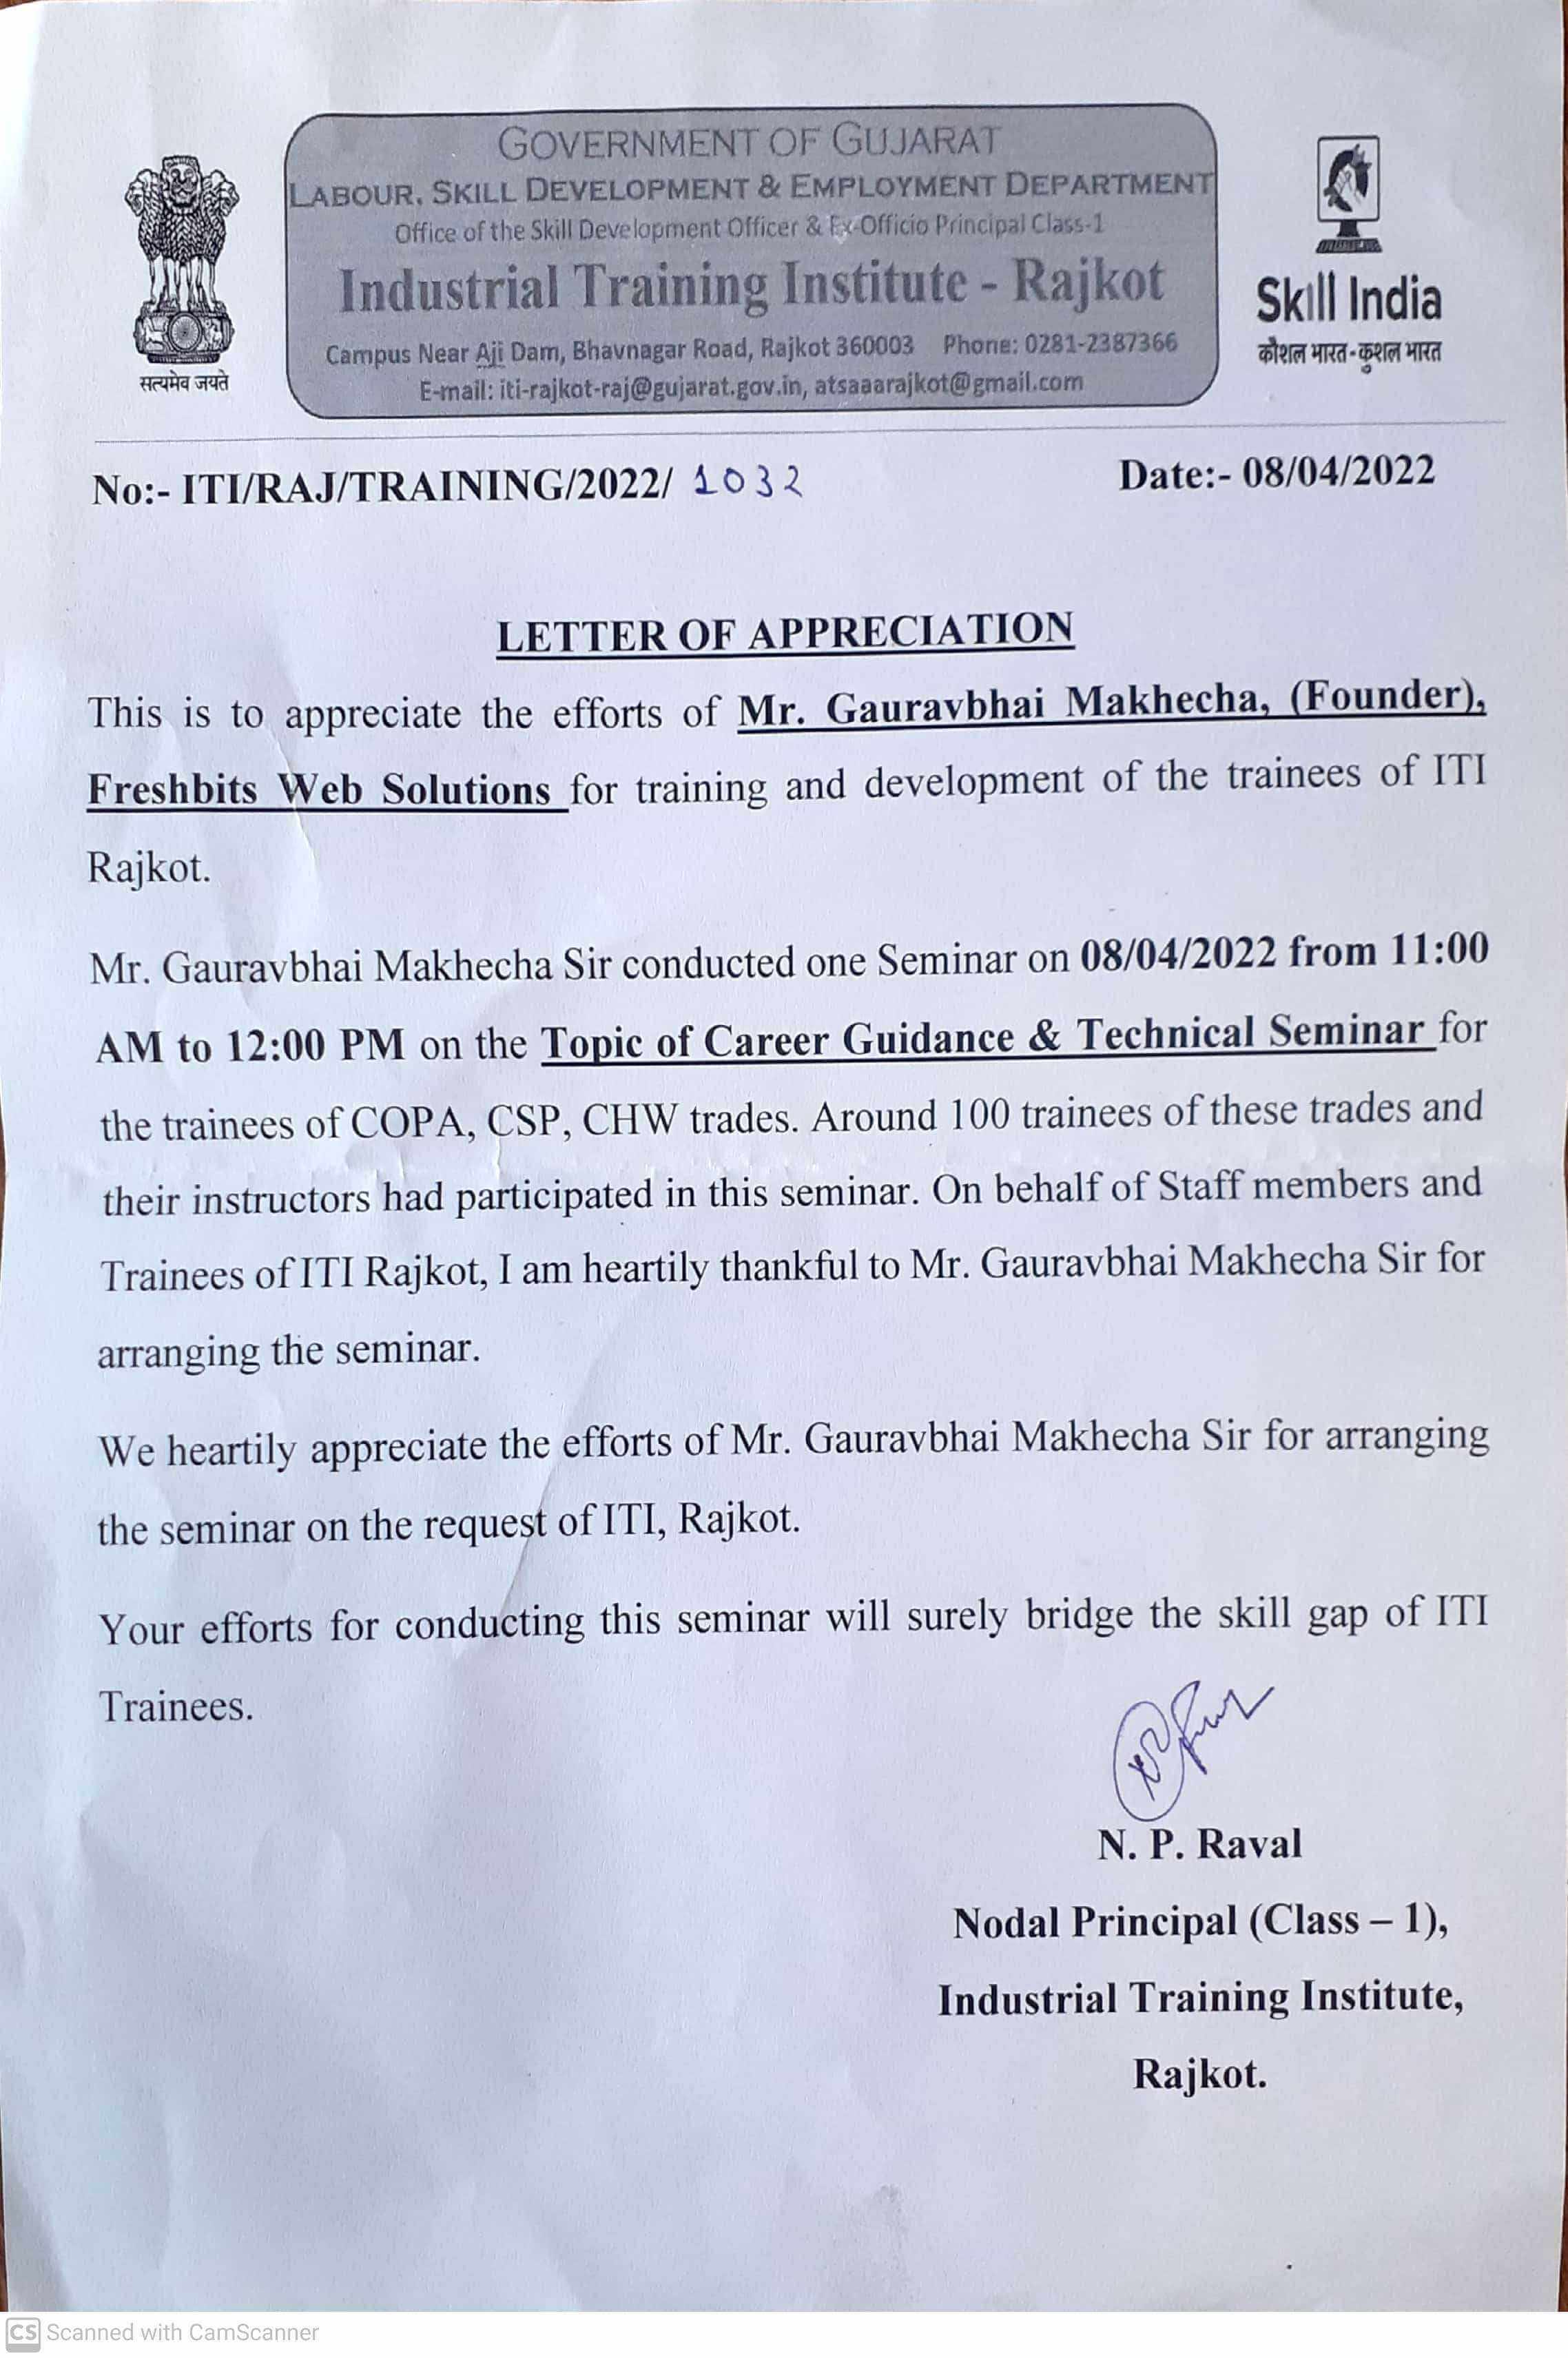 GOVERNMENT OF GUJARAT
LABOUR, SKILL DEVELOPMENT & EMPLOYMENT DEPARTMENT
Office of the Skill Development Officer & Ex-Officio Principal Class-1
Industrial Training Institute - Rajkot
Campus Near Aji Dam, Bhavnagar Road, Rajkot 360003 Phone: 0281-2387366
E-mail: iti-rajkot-raj@gujarat.gov.in, atsaaarajkot@gmail.com
सत्यमेव जयते
Skill India
कौशल भारत-कुशल भारत
No:- ITI/RAJ/TRAINING/2022/ 1032
Date:- 08/04/2022
LETTER OF APPRECIATION
This is to appreciate the efforts of Mr. Gauravbhai Makhecha, (Founder),
Freshbits Web Solutions for training and development of the trainees of ITI
Rajkot.
Mr. Gauravbhai Makhecha Sir conducted one Seminar on 08/04/2022 from 11:00
AM to 12:00 PM on the Topic of Career Guidance & Technical Seminar for
the trainees of COPA, CSP, CHW trades. Around 100 trainees of these trades and
their instructors had participated in this seminar. On behalf of Staff members and
Trainees of ITI Rajkot, I am heartily thankful to Mr. Gauravbhai Makhecha Sir for
arranging the seminar.
We heartily appreciate the efforts of Mr. Gauravbhai Makhecha Sir for arranging
the seminar on the request of ITI, Rajkot.
Your efforts for conducting this seminar will surely bridge the skill gap of ITI
Trainees.
N. P. Raval
Nodal Principal (Class – 1),
Industrial Training Institute,
Rajkot.
CS Scanned with CamScanner